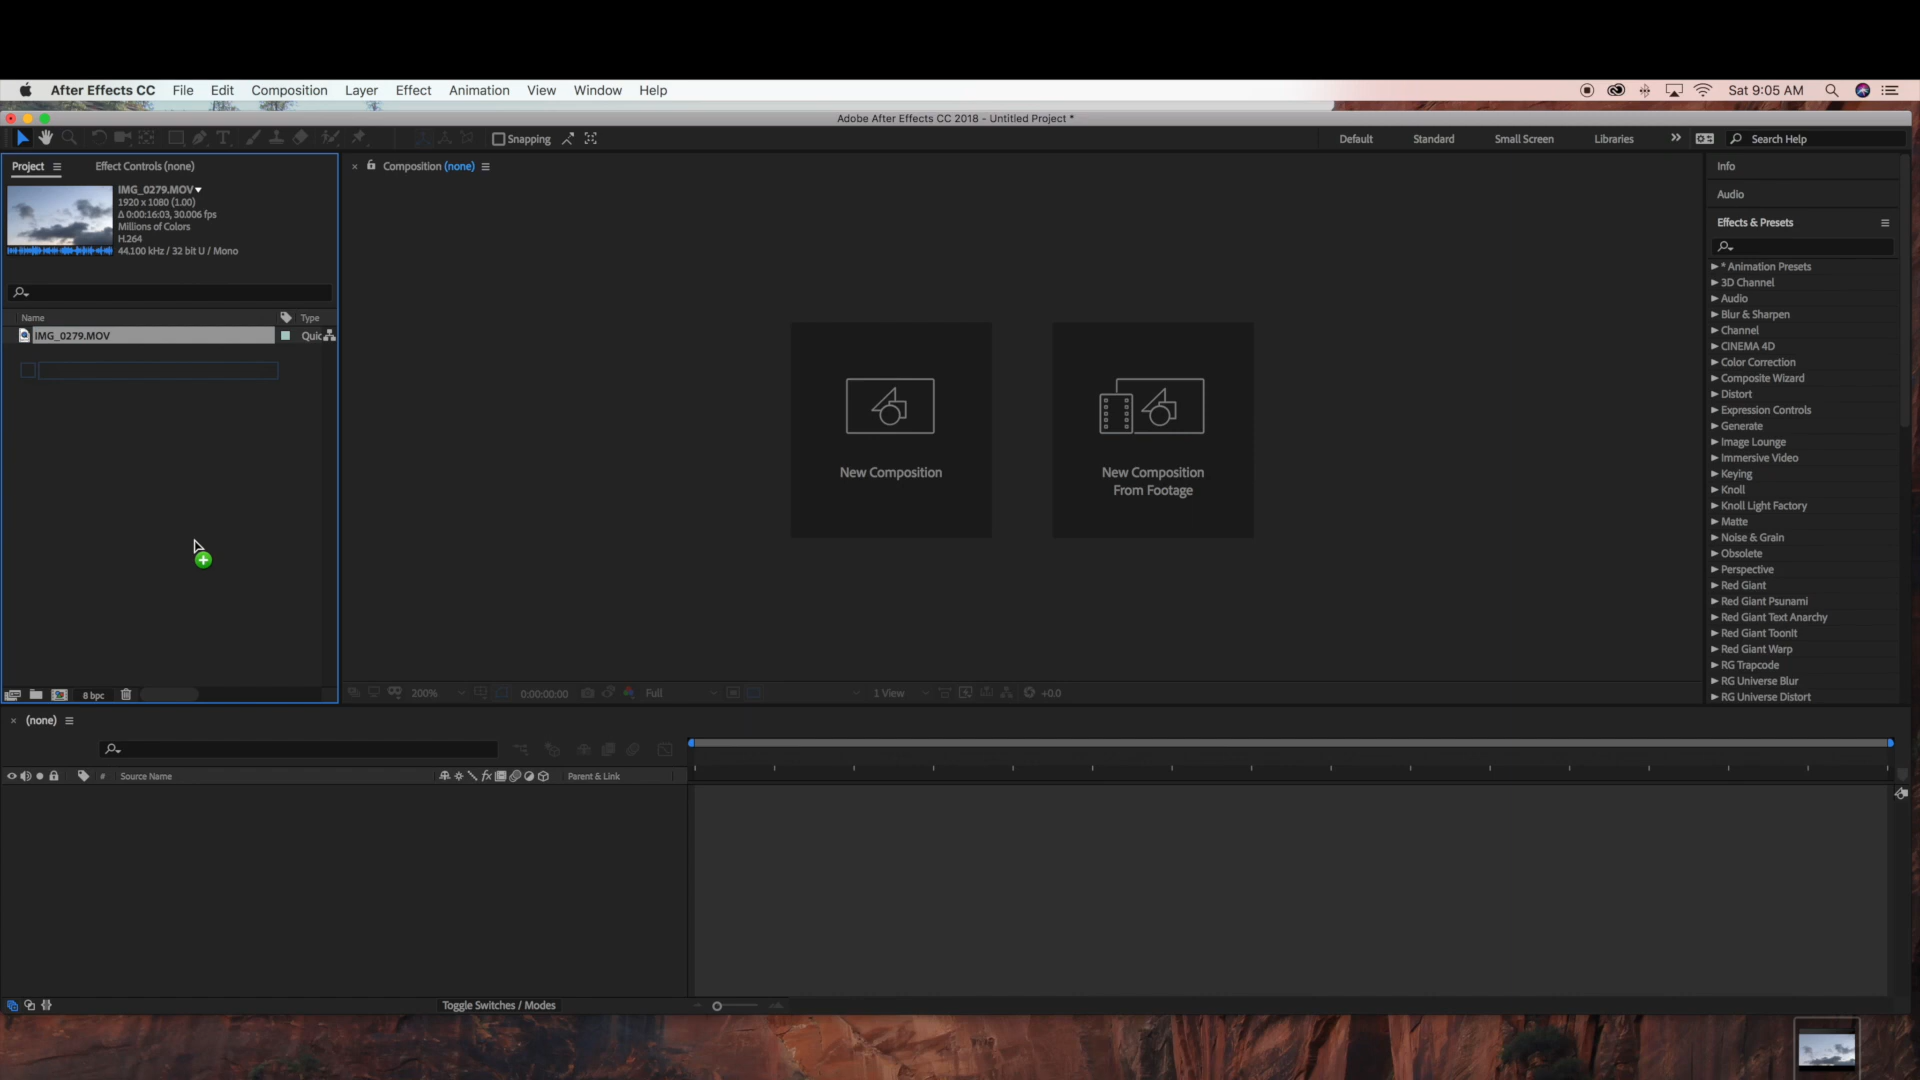 After Effects CC File Edit Composition Layer Effect Animation View Window Help
Sat 9:05 AM
Adobe After Effects CC 2018 - Untitled Project *
Snapping
Default Standard Small Screen Libraries
Search Help
Project
Effect Controls (none)
IMG_0279.MOV
1920 x 1080 (1.00)
Δ 0:00:16:03, 30.006 fps
Millions of Colors
H.264
44.100 kHz / 32 bit U / Mono
Name Type
IMG_0279.MOV Quic
8 bpc
Composition (none)
New Composition
New Composition
From Footage
200%
0:00:00:00
Full
1 View
+0.0
Info
Audio
Effects & Presets
* Animation Presets
3D Channel
Audio
Blur & Sharpen
Channel
CINEMA 4D
Color Correction
Composite Wizard
Distort
Expression Controls
Generate
Image Lounge
Immersive Video
Keying
Knoll
Knoll Light Factory
Matte
Noise & Grain
Obsolete
Perspective
Red Giant
Red Giant Psunami
Red Giant Text Anarchy
Red Giant ToonIt
Red Giant Warp
RG Trapcode
RG Universe Blur
RG Universe Distort
(none)
# Source Name
fx
Parent & Link
Toggle Switches / Modes